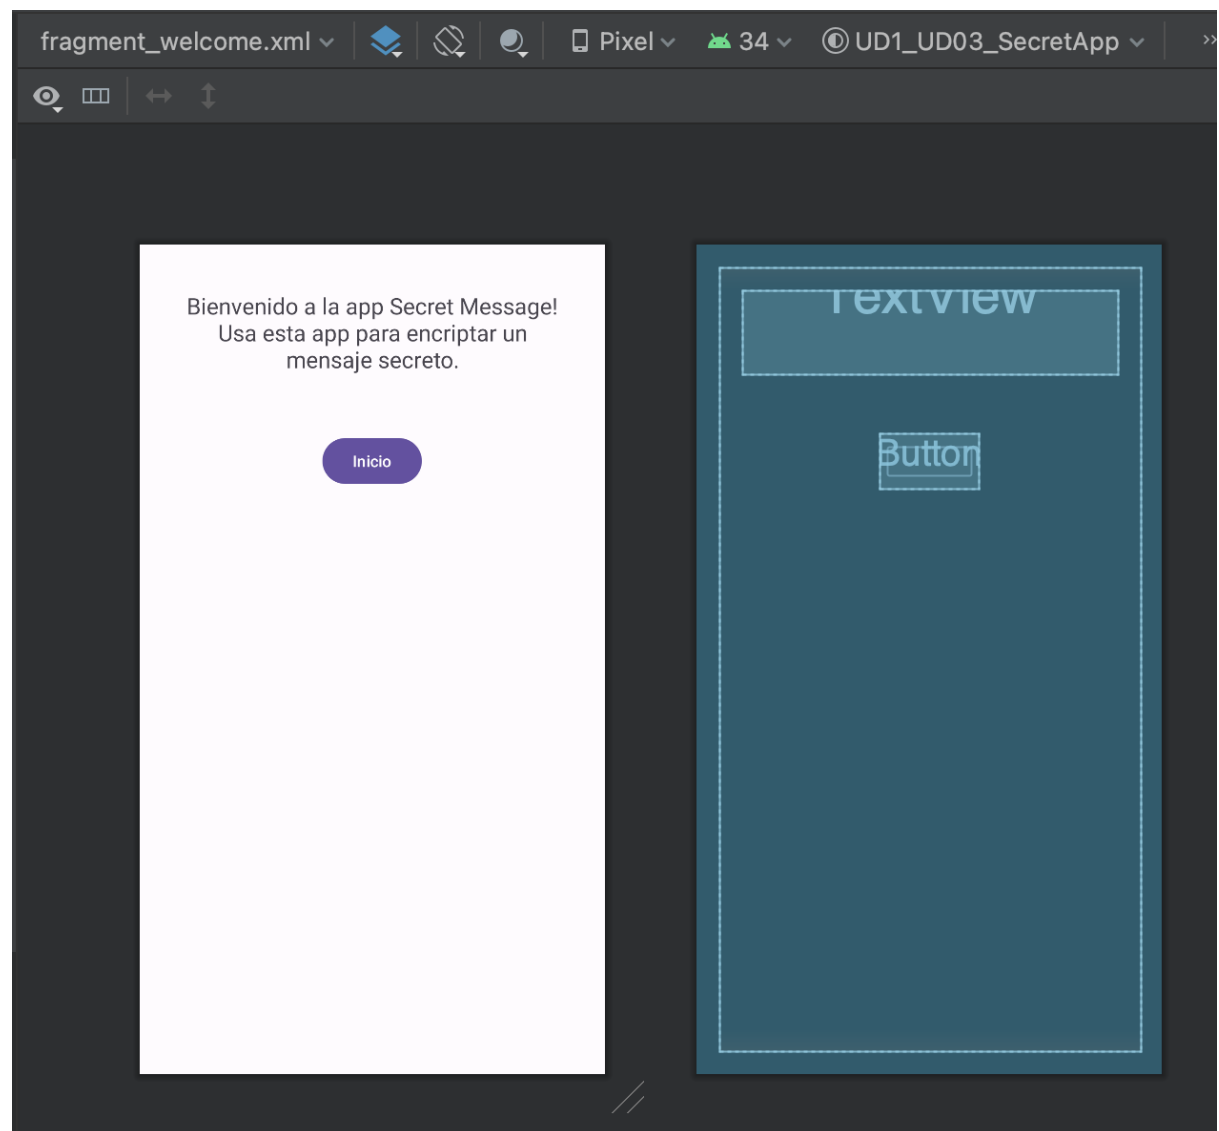 fragment_welcome.xml
Pixel
34
UD1_UD03_SecretApp
Bienvenido a la app Secret Message!
Usa esta app para encriptar un
mensaje secreto.
Inicio
TextView
Button